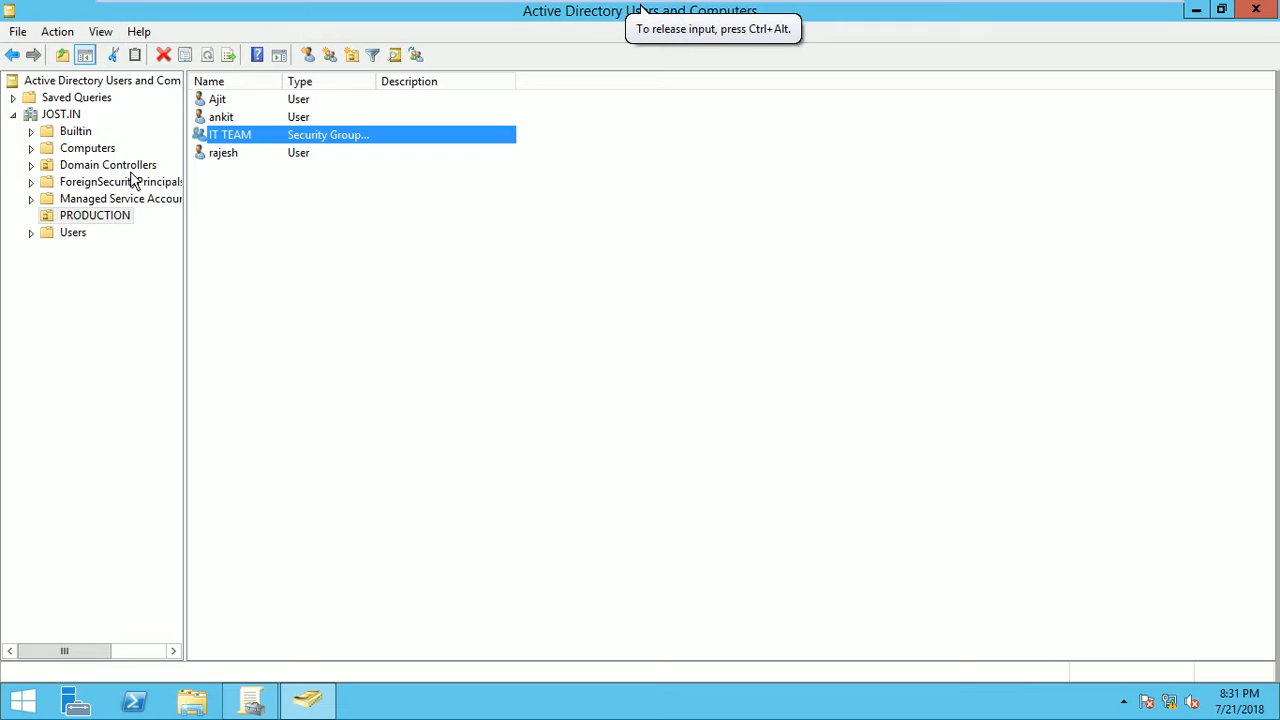 Active Directory Users and Computers
To release input, press Ctrl+Alt.
File Action View Help
Active Directory Users and Com
Saved Queries
JOST.IN
Builtin
Computers
Domain Controllers
ForeignSecurityPrincipals
Managed Service Accour
PRODUCTION
Users
Name Type Description
Ajit User
ankit User
IT TEAM Security Group...
rajesh User
8:31 PM
7/21/2018